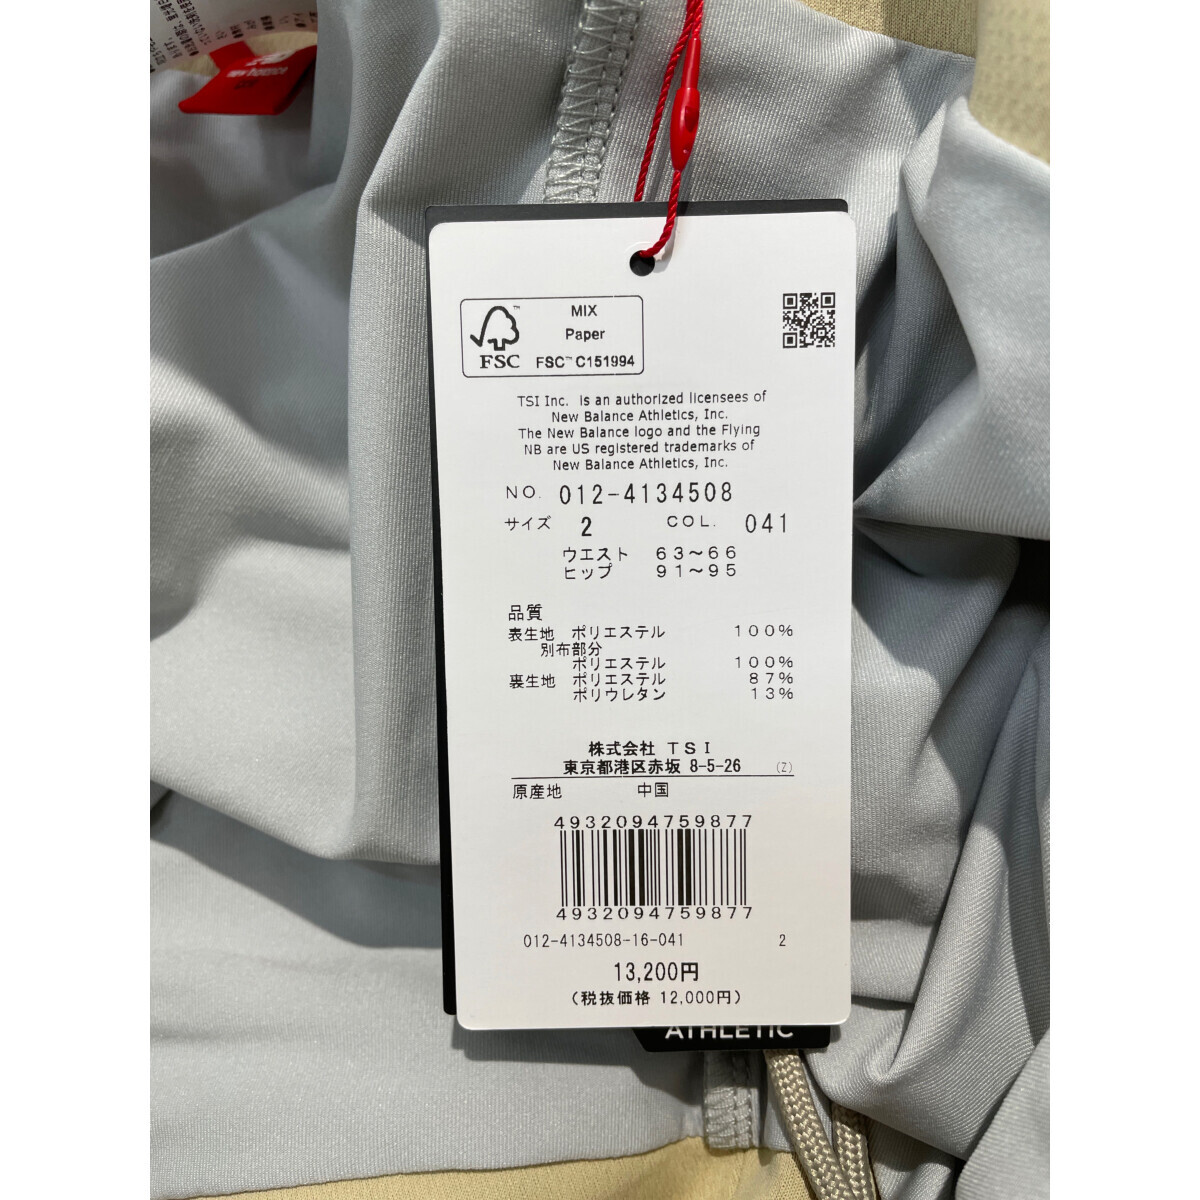 new balance
MIX
Paper
FSC
FSC™ C151994
TSI Inc. is an authorized licensees of
New Balance Athletics, Inc.
The New Balance logo and the Flying
NB are US registered trademarks of
New Balance Athletics, Inc.
NO. 012-4134508
サイズ 2 COL. 041
ウエスト 63～66
ヒップ 91～95
品質
表生地 ポリエステル 100%
別布部分
ポリエステル 100%
裏生地 ポリエステル 87%
ポリウレタン 13%
株式会社 TSI
東京都港区赤坂 8-5-26 (Z)
原産地 中国
4932094759877
4932094759877
012-4134508-16-041 2
13,200円
(税抜価格 12,000円)
ATHLETIC